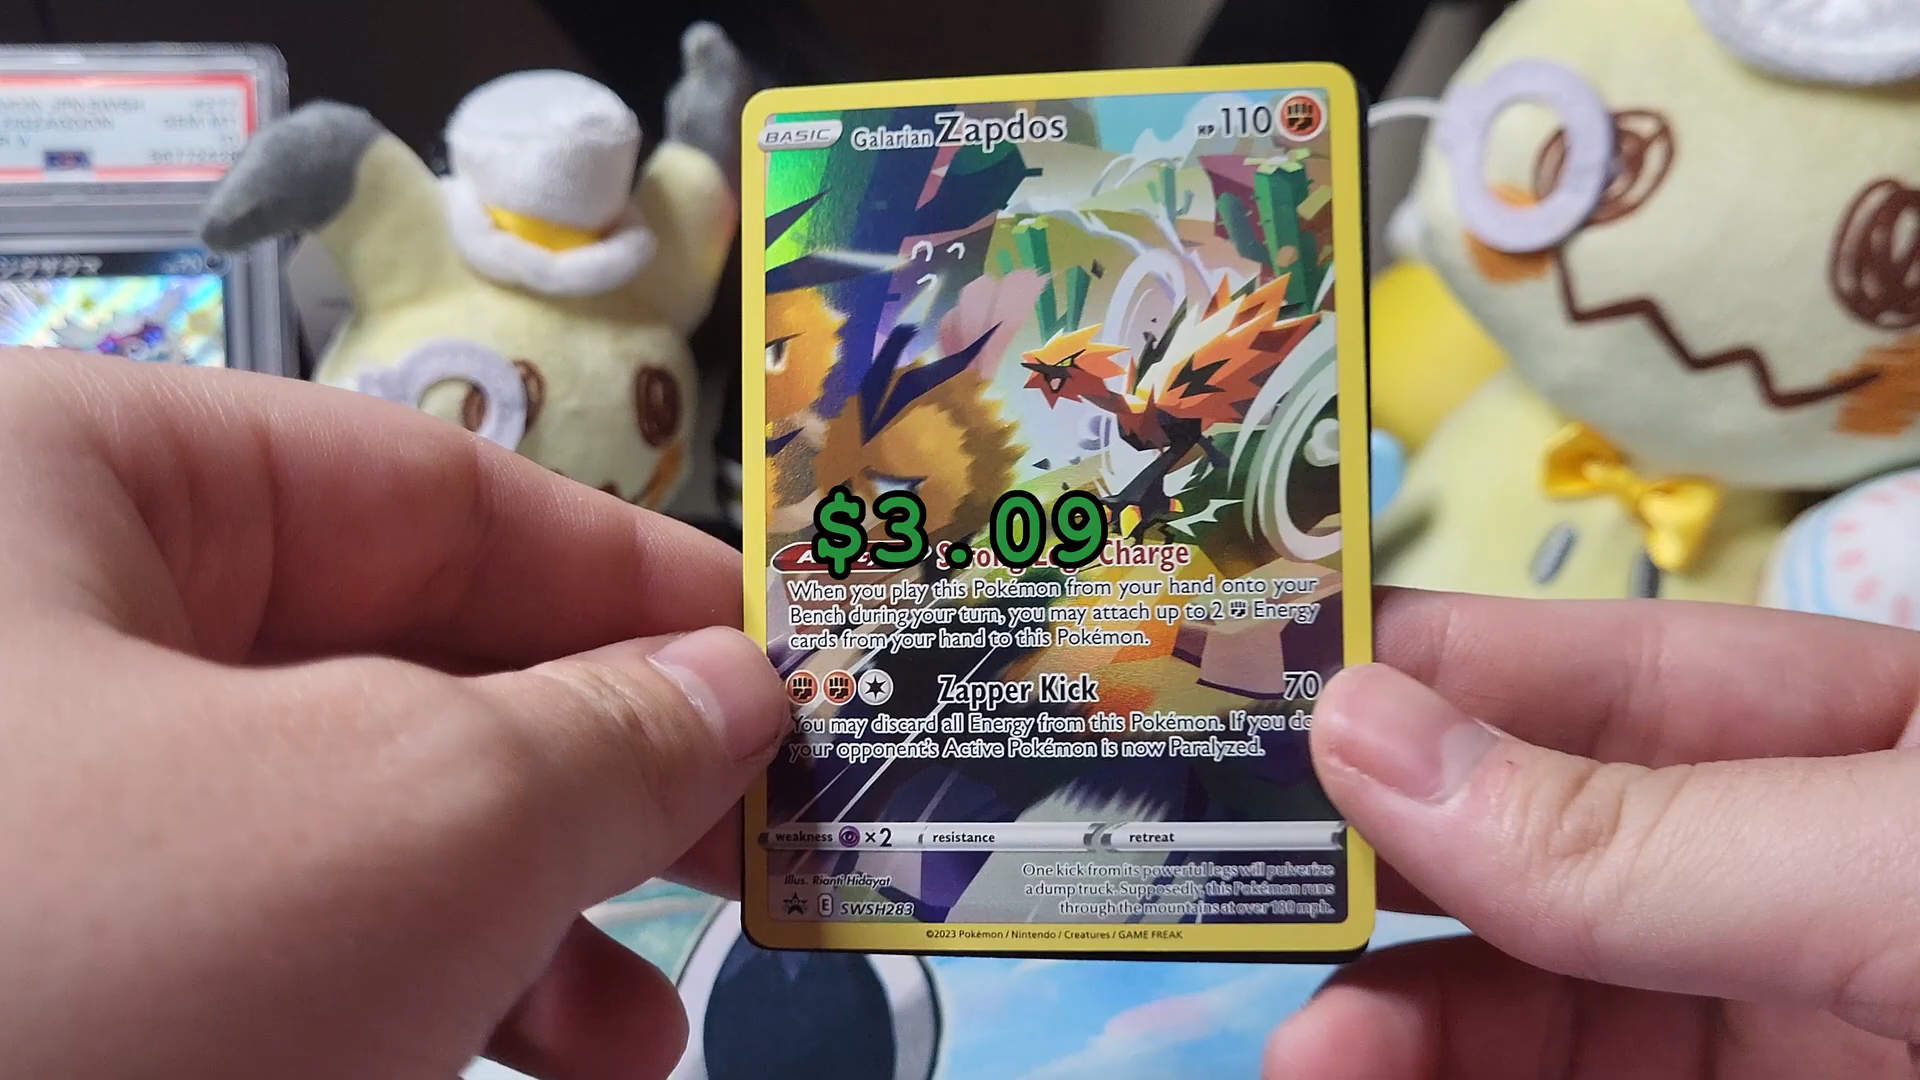 BASIC Galarian Zapdos HP 110
$3.09
Charge
When you play this Pokémon from your hand onto your
Bench during your turn, you may attach up to 2 Energy
cards from your hand to this Pokémon.
Zapper Kick 70
You may discard all Energy from this Pokémon. If you do
your opponent's Active Pokémon is now Paralyzed.
weakness ×2 resistance retreat
Illus. Rianti Hidayat
E SWSH283
One kick from its powerful legs will pulverize
a dump truck. Supposedly, this Pokémon runs
through the mountains at over 180 mph.
©2023 Pokémon / Nintendo / Creatures / GAME FREAK